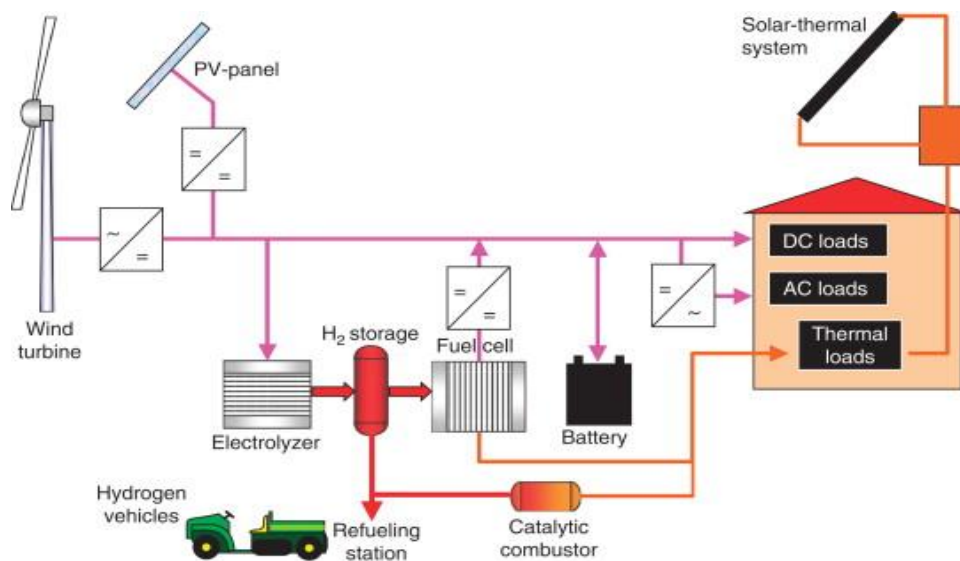 Solar-thermal
system
PV-panel
=
=
~
=
DC loads
=
=
=
~
AC loads
Wind
turbine
H₂ storage
Fuel cell
Thermal
loads
Electrolyzer
Battery
Hydrogen
vehicles
Refueling
station
Catalytic
combustor